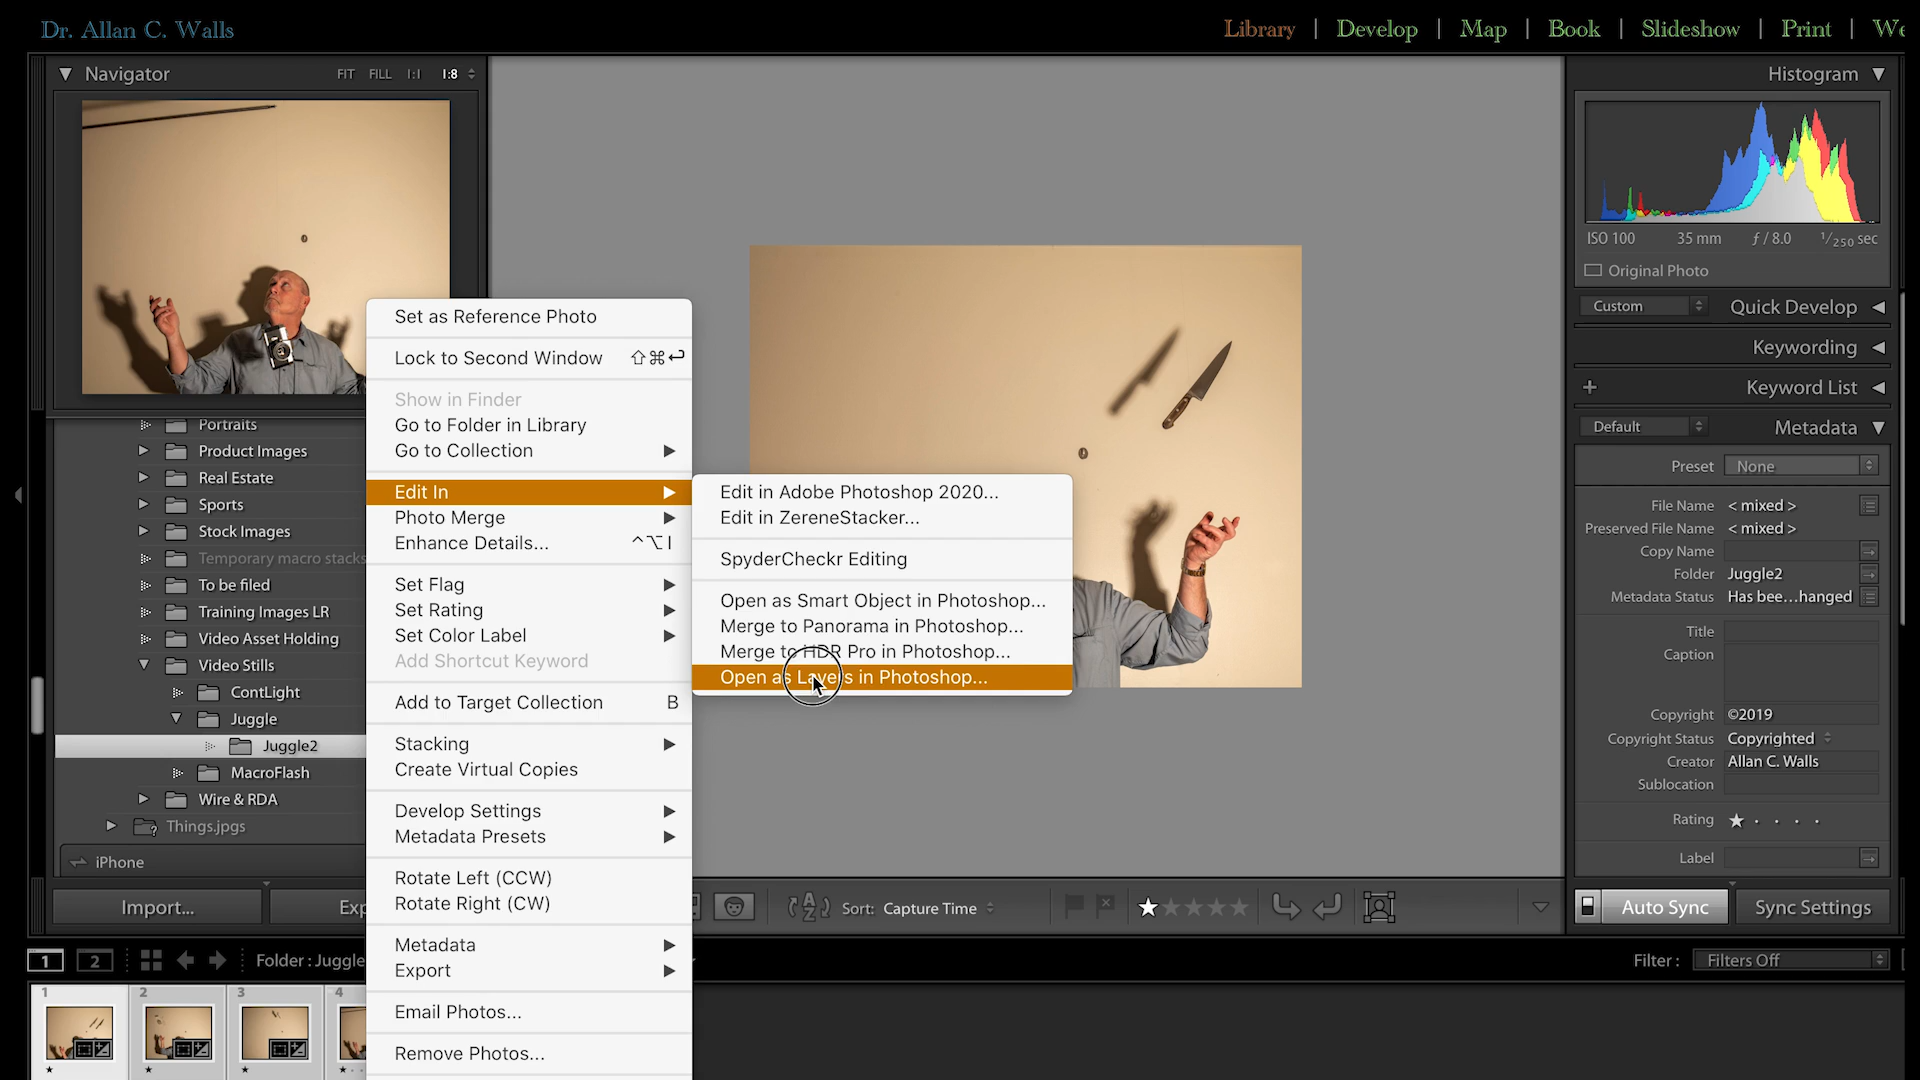 Dr. Allan C. Walls
Library | Develop | Map | Book | Slideshow | Print | We
Navigator FIT FILL 1:1 1:8
Histogram
ISO 100 35 mm ƒ / 8.0 1/250 sec
Original Photo
Custom Quick Develop
Keywording
Keyword List
Default Metadata
Preset None
File Name < mixed >
Preserved File Name < mixed >
Copy Name
Folder Juggle2
Metadata Status Has bee…hanged
Title
Caption
Copyright ©2019
Copyright Status Copyrighted
Creator Allan C. Walls
Sublocation
Rating
Label
Portraits
Product Images
Real Estate
Sports
Stock Images
Temporary macro stacks
To be filed
Training Images LR
Video Asset Holding
Video Stills
ContLight
Juggle
Juggle2
MacroFlash
Wire & RDA
Things.jpgs
iPhone
Set as Reference Photo
Lock to Second Window ⇧⌘↩
Show in Finder
Go to Folder in Library
Go to Collection
Edit In
Photo Merge
Enhance Details... ^⌥I
Set Flag
Set Rating
Set Color Label
Add Shortcut Keyword
Add to Target Collection B
Stacking
Create Virtual Copies
Develop Settings
Metadata Presets
Rotate Left (CCW)
Rotate Right (CW)
Metadata
Export
Email Photos...
Remove Photos...
Edit in Adobe Photoshop 2020...
Edit in ZereneStacker...
SpyderCheckr Editing
Open as Smart Object in Photoshop...
Merge to Panorama in Photoshop...
Merge to HDR Pro in Photoshop...
Open as Layers in Photoshop...
Import... Exp
Sort: Capture Time
Auto Sync Sync Settings
1 2 Folder : Juggle
Filter : Filters Off
1 2 3 4